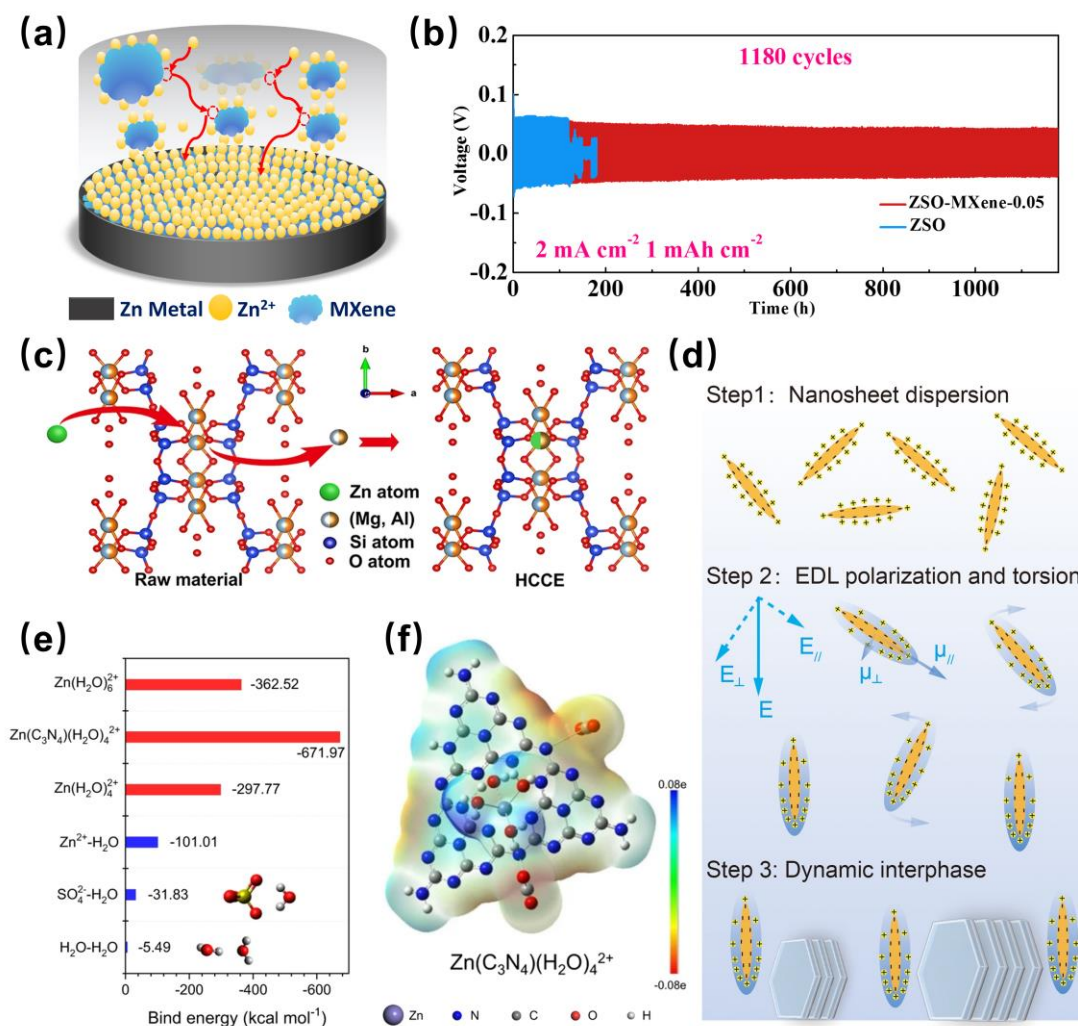 (a)
Zn Metal Zn²⁺ MXene
(b)
0.2
0.1
0.0
-0.1
-0.2
Voltage (V)
1180 cycles
ZSO-MXene-0.05
ZSO
2 mA cm⁻² 1 mAh cm⁻²
0 200 400 600 800 1000
Time (h)
(c)
b
a
Zn atom
(Mg, Al)
Si atom
O atom
Raw material
HCCE
(d)
Step1: Nanosheet dispersion
Step 2: EDL polarization and torsion
E⊥
E//
E
μ⊥
μ//
Step 3: Dynamic interphase
(e)
Zn(H₂O)₆²⁺
-362.52
Zn(C₃N₄)(H₂O)₄²⁺
-671.97
Zn(H₂O)₄²⁺
-297.77
Zn²⁺-H₂O
-101.01
SO₄²⁻-H₂O
-31.83
H₂O-H₂O
-5.49
0 -200 -400 -600
Bind energy (kcal mol⁻¹)
(f)
0.08e
-0.08e
Zn(C₃N₄)(H₂O)₄²⁺
Zn N C O H